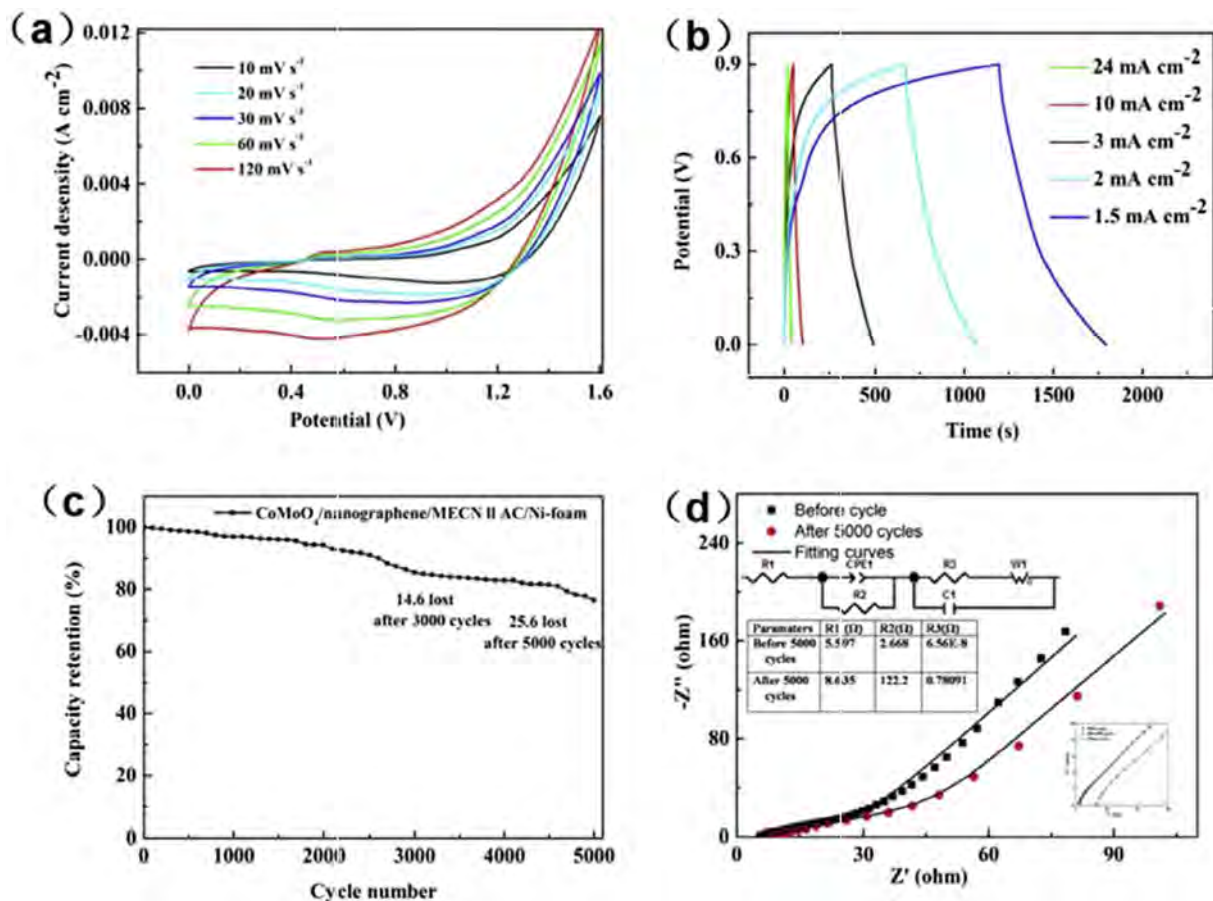 (a)
0.012
0.008
0.004
0.000
-0.004
Current desensity (A cm-2)
10 mV s-1
20 mV s-1
30 mV s-1
60 mV s-1
120 mV s-1
0.0 0.4 0.8 1.2 1.6
Potential (V)
(b)
0.9
0.6
0.3
0.0
Potential (V)
24 mA cm-2
10 mA cm-2
3 mA cm-2
2 mA cm-2
1.5 mA cm-2
0 500 1000 1500 2000
Time (s)
(c)
100
80
60
40
20
0
Capacity retention (%)
CoMoO4/nanographene/MECN II AC/Ni-foam
14.6 lost
after 3000 cycles
25.6 lost
after 5000 cycles
0 1000 2000 3000 4000 5000
Cycle number
(d)
240
160
80
0
-Z'' (ohm)
Before cycle
After 5000 cycles
Fitting curves
R1 CPE1 R3 W1
R2 C1
Paramaters R1 (Ω) R2(Ω) R3(Ω)
Before 5000 2.668
cycles
After 5000 8.635 122.2 0.78091
cycles
0 30 60 90
Z' (ohm)